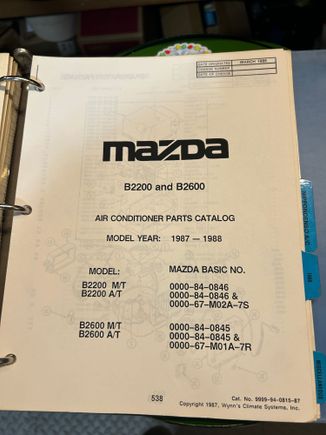 MARCH 1988
mazda
B2200 and B2600
AIR CONDITIONER PARTS CATALOG
MODEL YEAR: 1987 — 1988
MODEL: MAZDA BASIC NO.
B2200 M/T 0000-84-0846
B2200 A/T 0000-84-0846 &
0000-67-M02A-7S
B2600 M/T 0000-84-0845
B2600 A/T 0000-84-0845 &
0000-67-M01A-7R
538
Cat. No. 9999-94-0815-87
Copyright 1987, Wynn's Climate Systems, Inc.